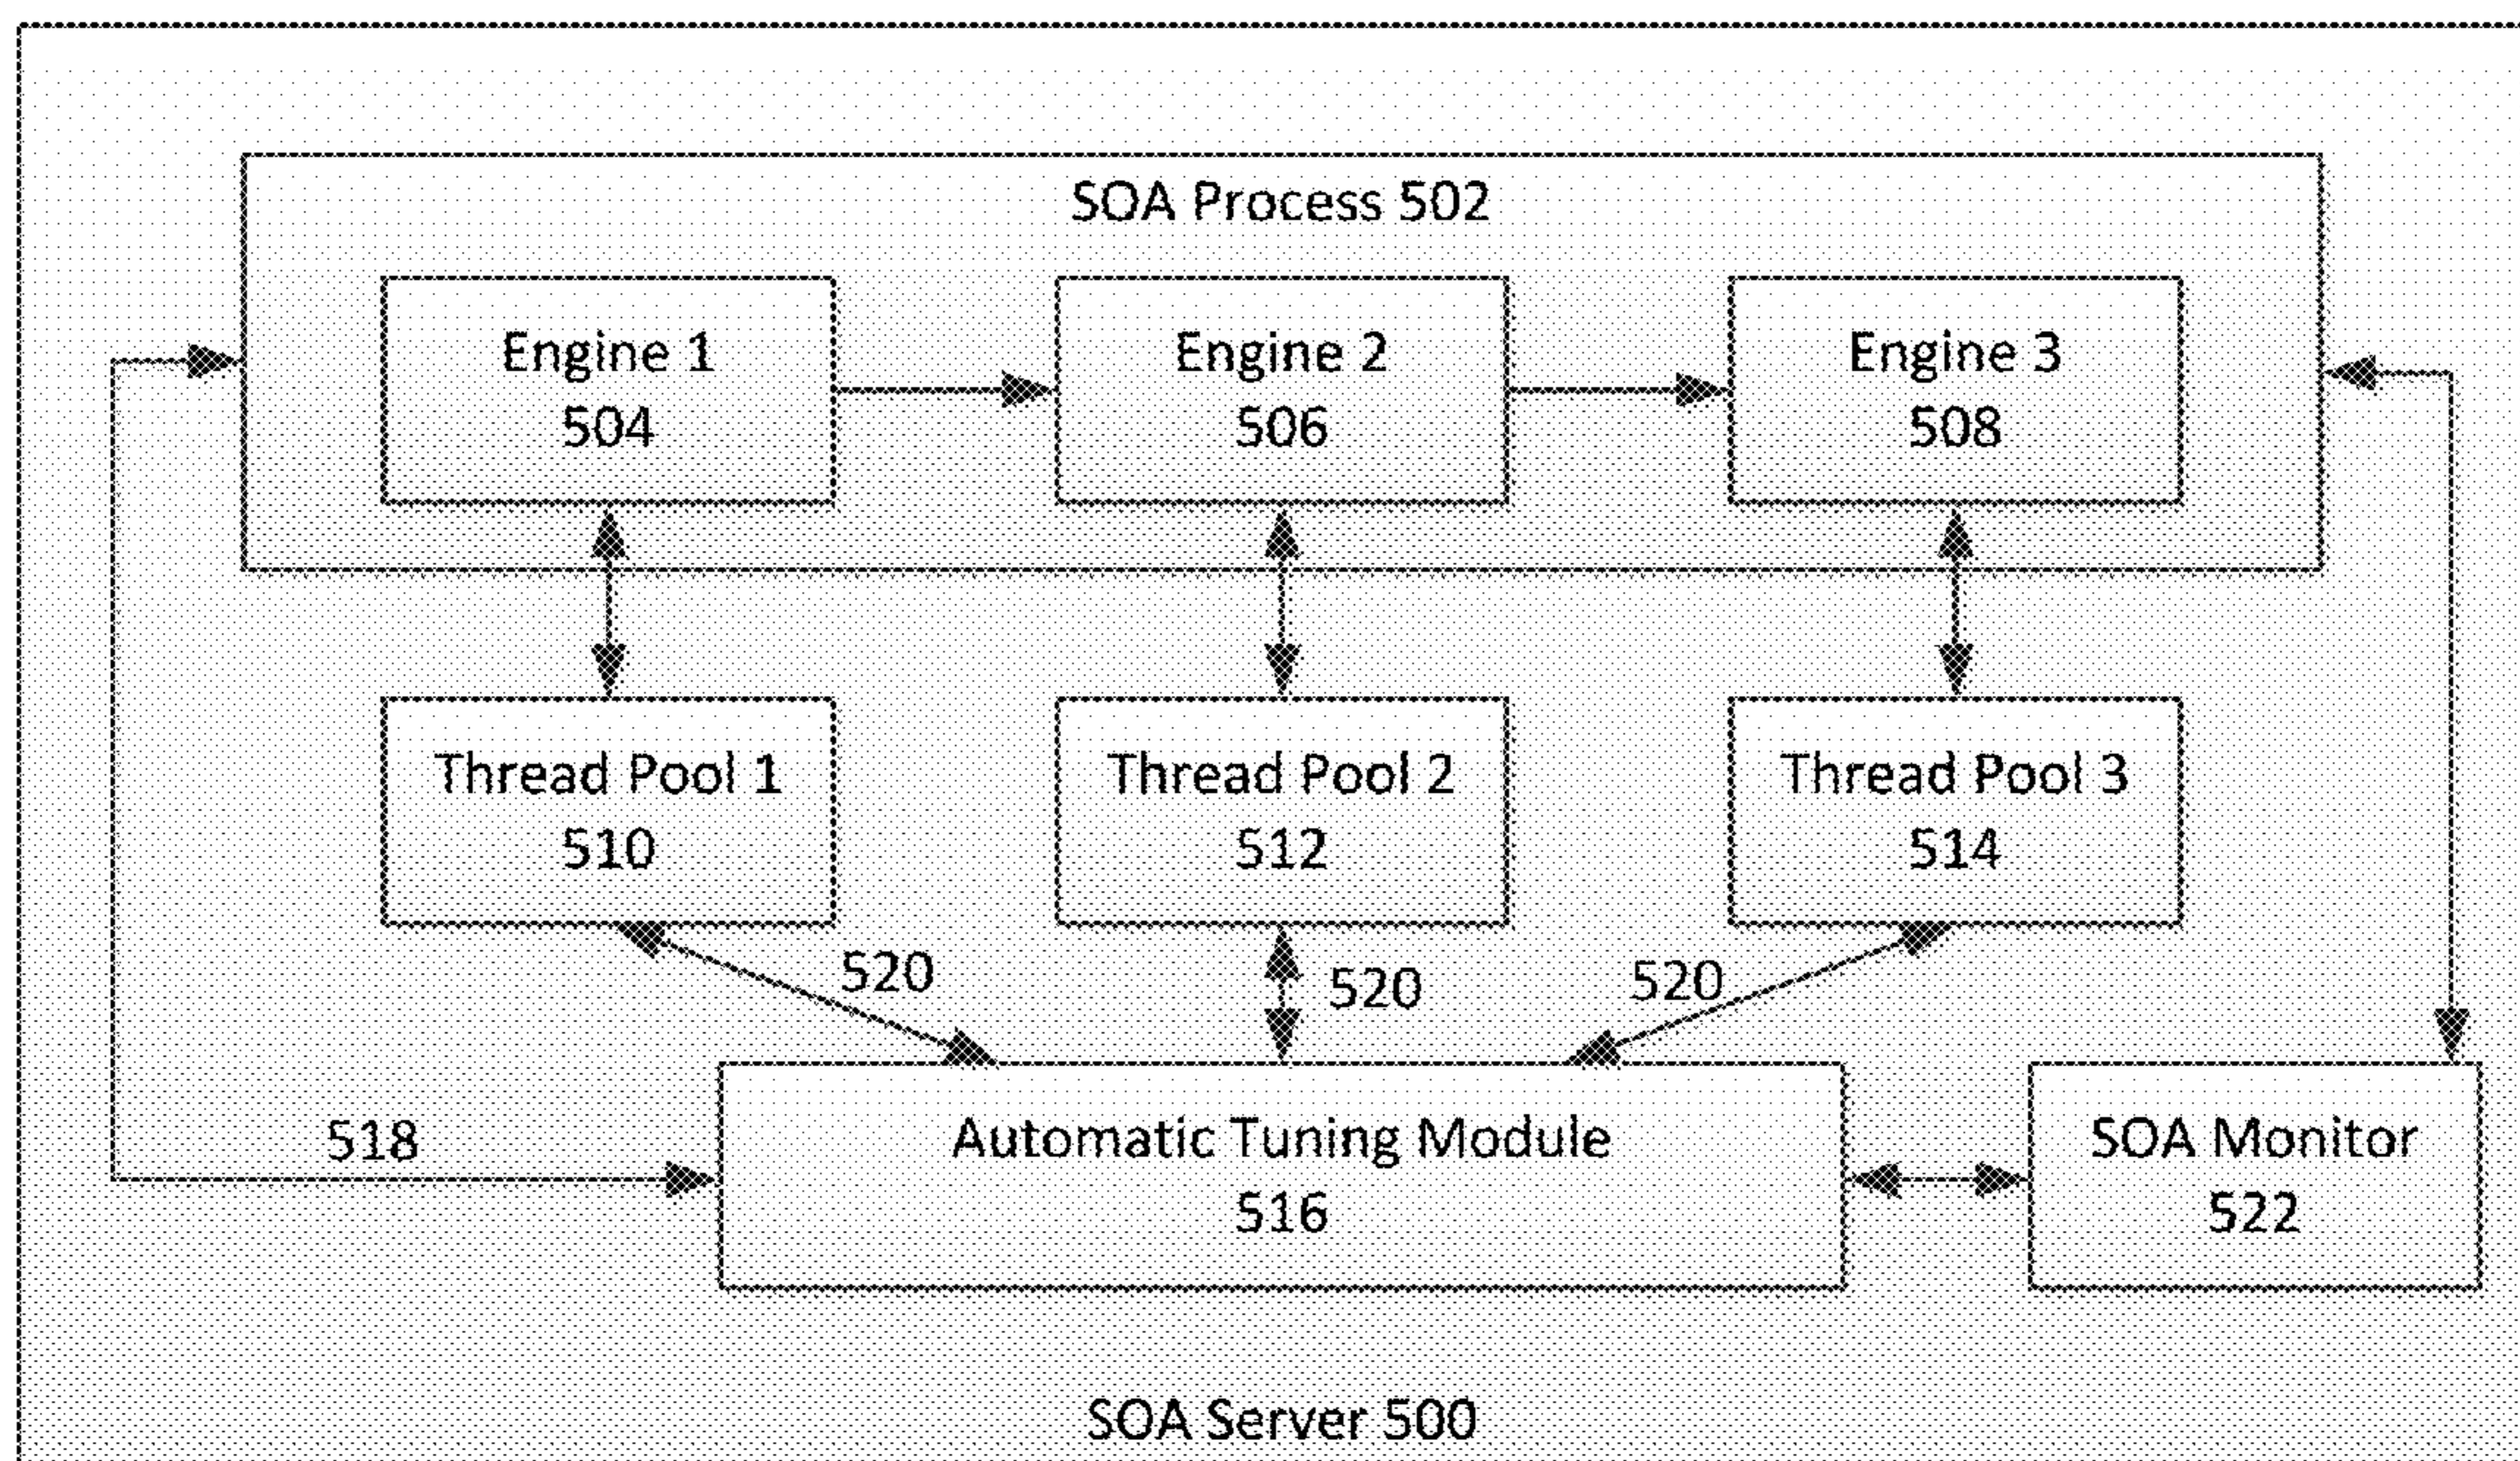 SOA Process 502
Engine 1
504
Engine 2
506
Engine 3
508
Thread Pool 1
510
Thread Pool 2
512
Thread Pool 3
514
520
520
520
518
Automatic Tuning Module
516
SOA Monitor
522
SOA Server 500